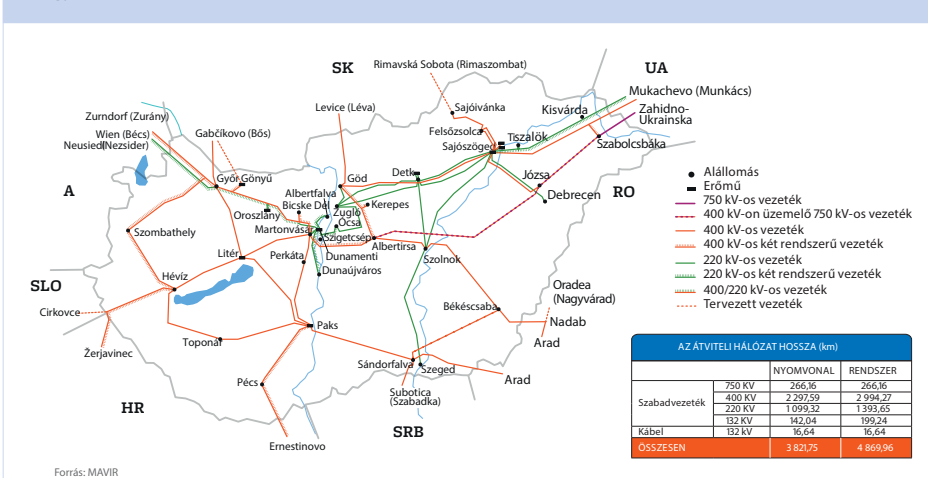 SK
UA
Rimavská Sobota (Rimaszombat)
Mukachevo (Munkács)
Levice (Léva)
Sajóivánka
Kisvárda
Zahidno-
Ukrainska
Zurndorf (Zurány)
Felsőzsolca
Tiszalök
Wien (Bécs)
Gabčíkovo (Bős)
Sajószöged
Szabolcsbáka
Neusiedl(Nezsider)
A
Győr
Gönyű
Göd
Detk
Józsa
RO
Albertfalva
Bicske Dél
Zugló
Kerepes
Debrecen
Oroszlány
Ócsa
Martonvásár
Szigetcsép
Albertirsa
Szombathely
Litér
Perkáta
Dunamenti
Szolnok
Dunaújváros
SLO
Hévíz
Oradea
(Nagyvárad)
Cirkovce
Békéscsaba
Paks
Nadab
Žerjavinec
Toponár
Arad
Sándorfalva
Szeged
Arad
Pécs
Subotica
(Szabadka)
HR
SRB
Ernestinovo
Állállomás
Erőmű
750 kV-os vezeték
400 kV-on üzemelő 750 kV-os vezeték
400 kV-os vezeték
400 kV-os két rendszerű vezeték
220 kV-os vezeték
220 kV-os két rendszerű vezeték
400/220 kV-os vezeték
Tervezett vezeték
AZ ÁTVITELI HÁLÓZAT HOSSZA (km)
NYOMVONAL RENDSZER
Szabadvezeték
750 KV 266,16 266,16
400 KV 2 297,59 2 994,27
220 KV 1 099,32 1 393,65
132 KV 142,04 199,24
Kábel 132 kV 16,64 16,64
ÖSSZESEN 3 821,75 4 869,96
Forrás: MAVIR